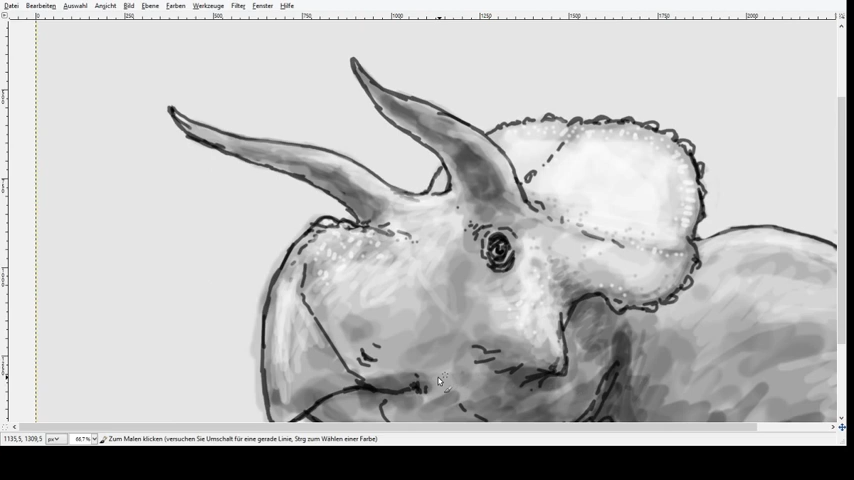 Datei Bearbeiten Auswahl Ansicht Bild Ebene Farben Werkzeuge Filter Fenster Hilfe
0 250 500 750 1000 1250 1500 1750 2000
1135,5, 1309,5 px 66,7% Zum Malen klicken (versuchen Sie Umschalt für eine gerade Linie, Strg zum Wählen einer Farbe)